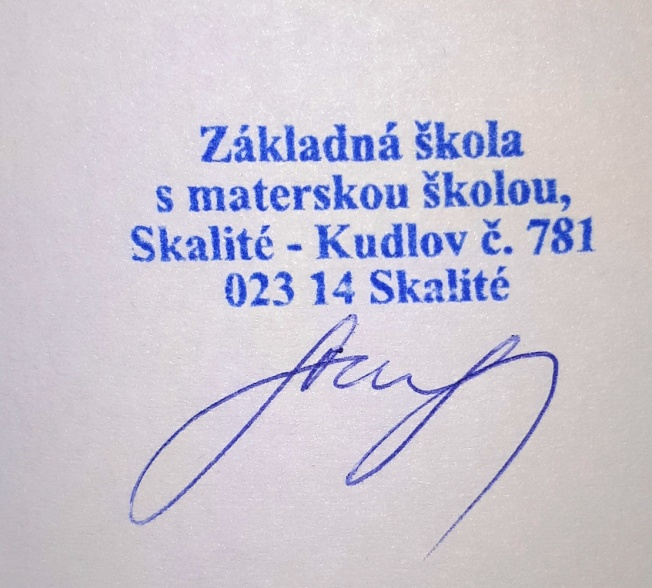 Základná škola
s materskou školou,
Skalité - Kudlov č. 781
023 14 Skalité